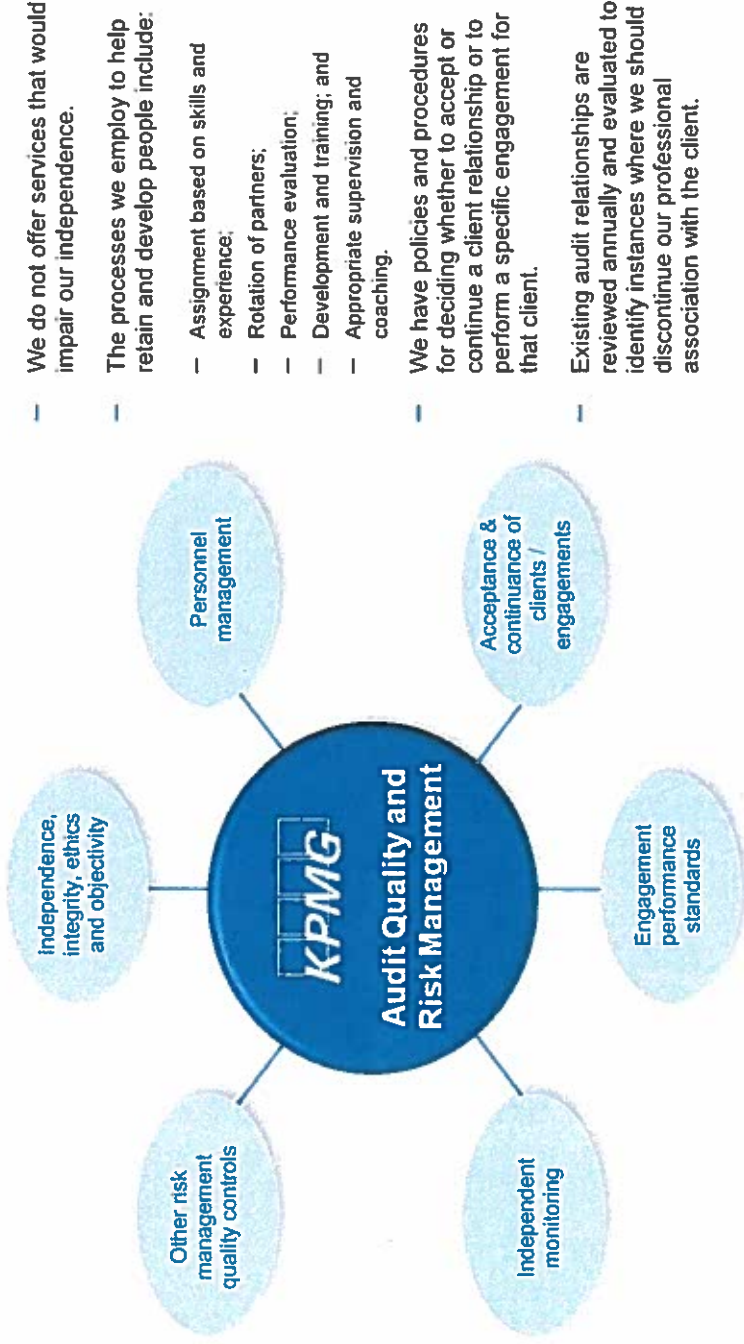 Independence,
integrity, ethics
and objectivity
Other risk
management
quality controls
Personnel
management
KPMG
Audit Quality and
Risk Management
Independent
monitoring
Acceptance &
continuance of
clients /
engagements
Engagement
performance
standards
– We do not offer services that would
impair our independence.
– The processes we employ to help
retain and develop people include:
– Assignment based on skills and
experience;
– Rotation of partners;
– Performance evaluation;
– Development and training; and
– Appropriate supervision and
coaching.
– We have policies and procedures
for deciding whether to accept or
continue a client relationship or to
perform a specific engagement for
that client.
– Existing audit relationships are
reviewed annually and evaluated to
identify instances where we should
discontinue our professional
association with the client.